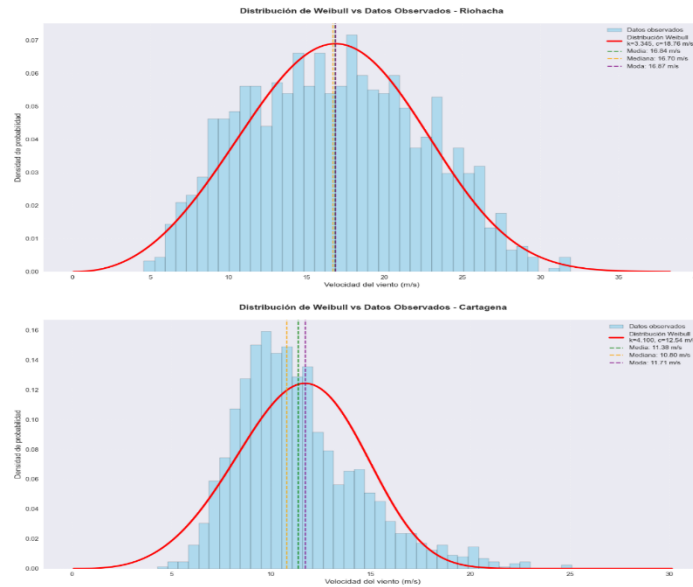 Distribución de Weibull vs Datos Observados - Riohacha
Datos observados
Distribución Weibull
k=3.345, c=18.76 m/s
Media: 16.84 m/s
Mediana: 16.70 m/s
Moda: 16.87 m/s
Densidad de probabilidad
0.07
0.06
0.05
0.04
0.03
0.02
0.01
0.00
0 5 10 15 20 25 30 35
Velocidad del viento (m/s)
Distribución de Weibull vs Datos Observados - Cartagena
Datos observados
Distribución Weibull
k=4.100, c=12.54 m/s
Media: 11.38 m/s
Mediana: 10.80 m/s
Moda: 11.71 m/s
Densidad de probabilidad
0.16
0.14
0.12
0.10
0.08
0.06
0.04
0.02
0.00
0 5 10 15 20 25 30
Velocidad del viento (m/s)